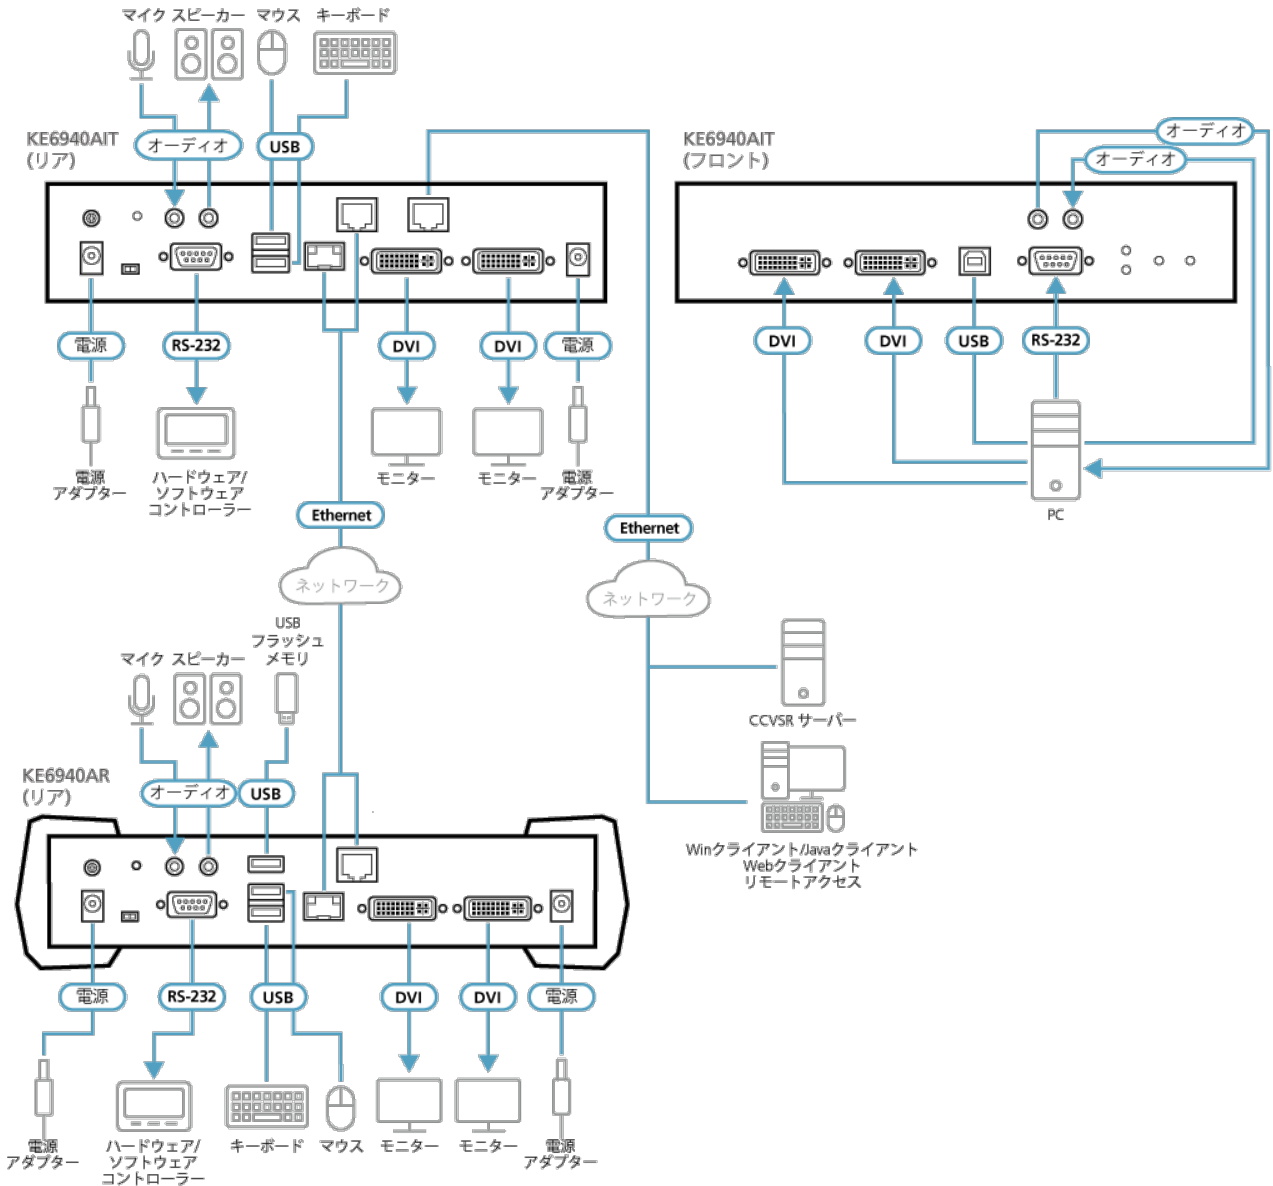 マイク スピーカー マウス キーボード
KE6940AIT
(リア)
オーディオ
USB
電源
RS-232
DVI
DVI
電源
電源
アダプター
ハードウェア/
ソフトウェア
コントローラー
モニター
モニター
電源
アダプター
KE6940AIT
(フロント)
オーディオ
オーディオ
DVI
DVI
USB
RS-232
PC
Ethernet
ネットワーク
Ethernet
ネットワーク
CCVSR サーバー
Winクライアント/Javaクライアント
Webクライアント
リモートアクセス
USB
フラッシュ
メモリ
マイク スピーカー
KE6940AR
(リア)
オーディオ
USB
電源
RS-232
USB
DVI
DVI
電源
電源
アダプター
ハードウェア/
ソフトウェア
コントローラー
キーボード
マウス
モニター
モニター
電源
アダプター